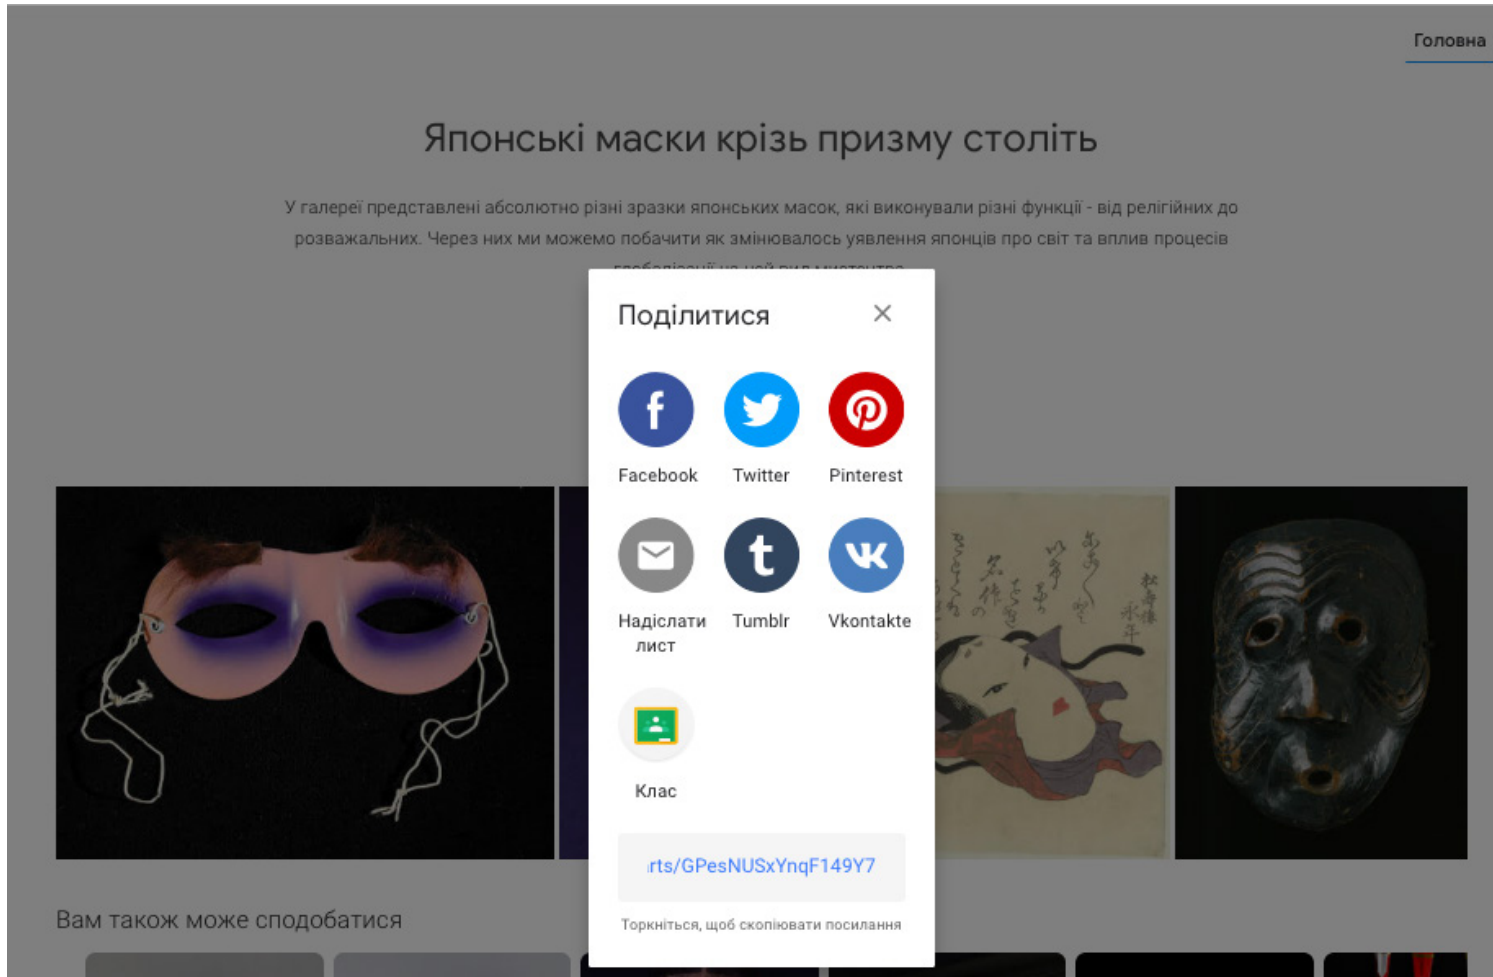 Головна
Японські маски крізь призму століть
У галереї представлені абсолютно різні зразки японських масок, які виконували різні функції - від релігійних до
розважальних. Через них ми можемо побачити як змінювалось уявлення японців про світ та вплив процесів
Поділитися
Facebook
Twitter
Pinterest
Надіслати
лист
Tumblr
Vkontakte
Клас
rts/GPesNUSxYnqF149Y7
Торкніться, щоб скопіювати посилання
Вам також може сподобатися